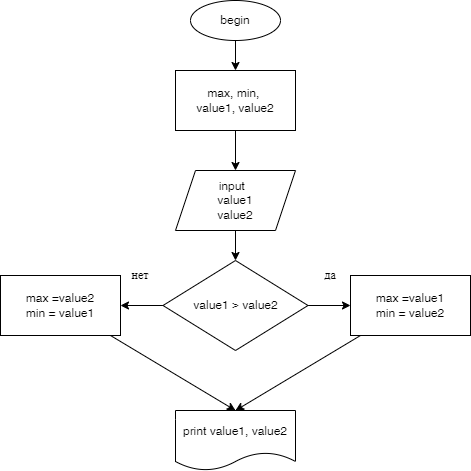 begin
max, min,
value1, value2
input
value1
value2
нет
да
max =value2
min = value1
value1 > value2
max =value1
min = value2
print value1, value2